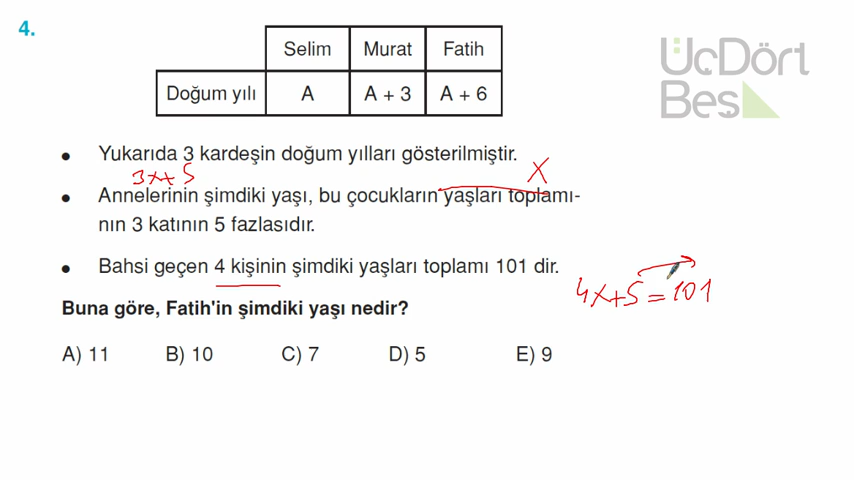 4.
Selim Murat Fatih
Doğum yılı A A + 3 A + 6
ÜçDört
Beş
• Yukarıda 3 kardeşin doğum yılları gösterilmiştir.
3x+5
x
• Annelerinin şimdiki yaşı, bu çocukların yaşları toplamı-
nın 3 katının 5 fazlasıdır.
• Bahsi geçen 4 kişinin şimdiki yaşları toplamı 101 dir.
4x+5=101
Buna göre, Fatih'in şimdiki yaşı nedir?
A) 11 B) 10 C) 7 D) 5 E) 9